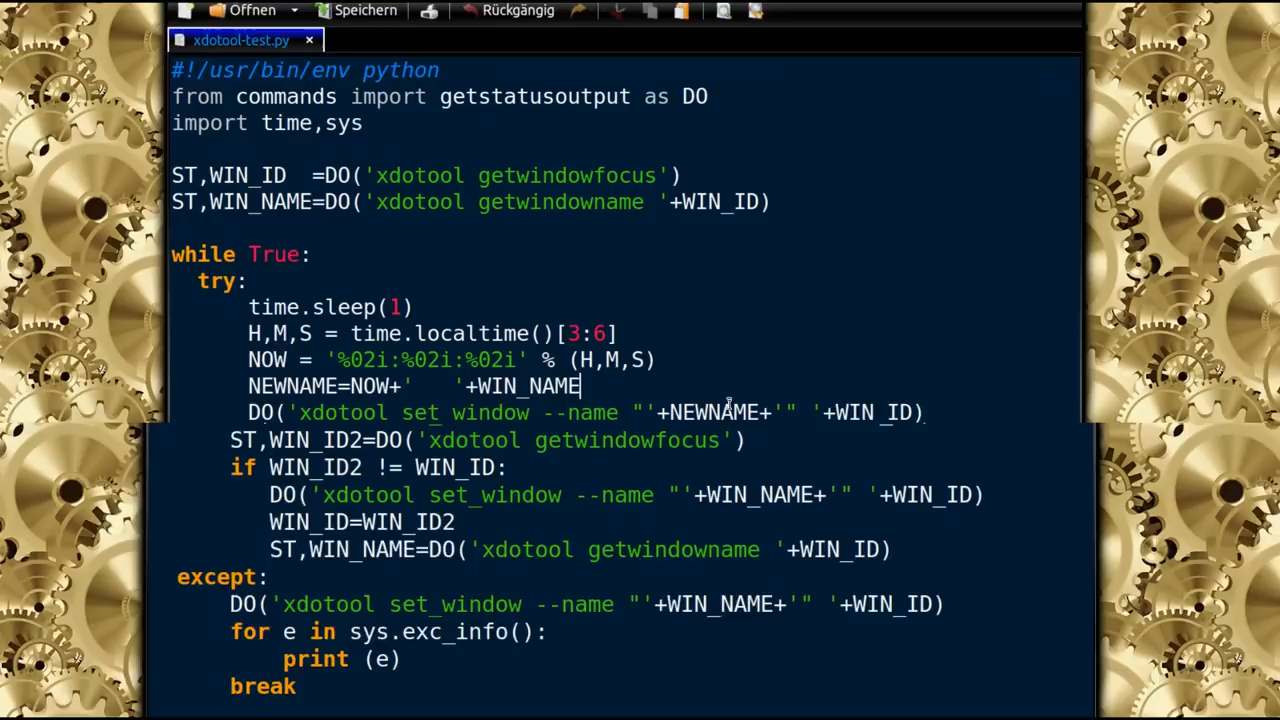 Öffnen Speichern Rückgängig
xdotool-test.py ×
#!/usr/bin/env python
from commands import getstatusoutput as DO
import time,sys

ST,WIN_ID  =DO('xdotool getwindowfocus')
ST,WIN_NAME=DO('xdotool getwindowname '+WIN_ID)

while True:
  try:
      time.sleep(1)
      H,M,S = time.localtime()[3:6]
      NOW = '%02i:%02i:%02i' % (H,M,S)
      NEWNAME=NOW+'   '+WIN_NAME
      DO('xdotool set_window --name "'+NEWNAME+'" '+WIN_ID)
      ST,WIN_ID2=DO('xdotool getwindowfocus')
      if WIN_ID2 != WIN_ID:
         DO('xdotool set_window --name "'+WIN_NAME+'" '+WIN_ID)
         WIN_ID=WIN_ID2
         ST,WIN_NAME=DO('xdotool getwindowname '+WIN_ID)
  except:
      DO('xdotool set_window --name "'+WIN_NAME+'" '+WIN_ID)
      for e in sys.exc_info():
          print (e)
      break